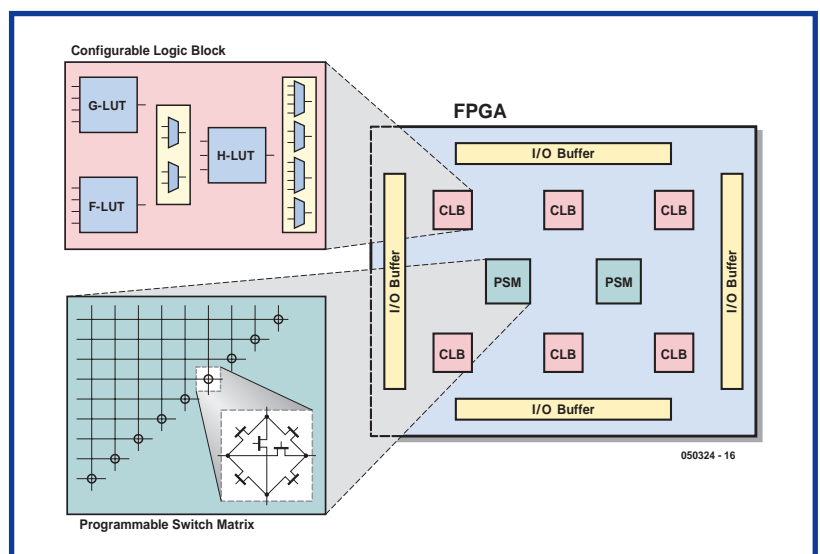 Configurable Logic Block
G-LUT
H-LUT
F-LUT
FPGA
I/O Buffer
I/O Buffer
CLB
CLB
CLB
I/O Buffer
PSM
PSM
CLB
CLB
CLB
I/O Buffer
050324 - 16
Programmable Switch Matrix